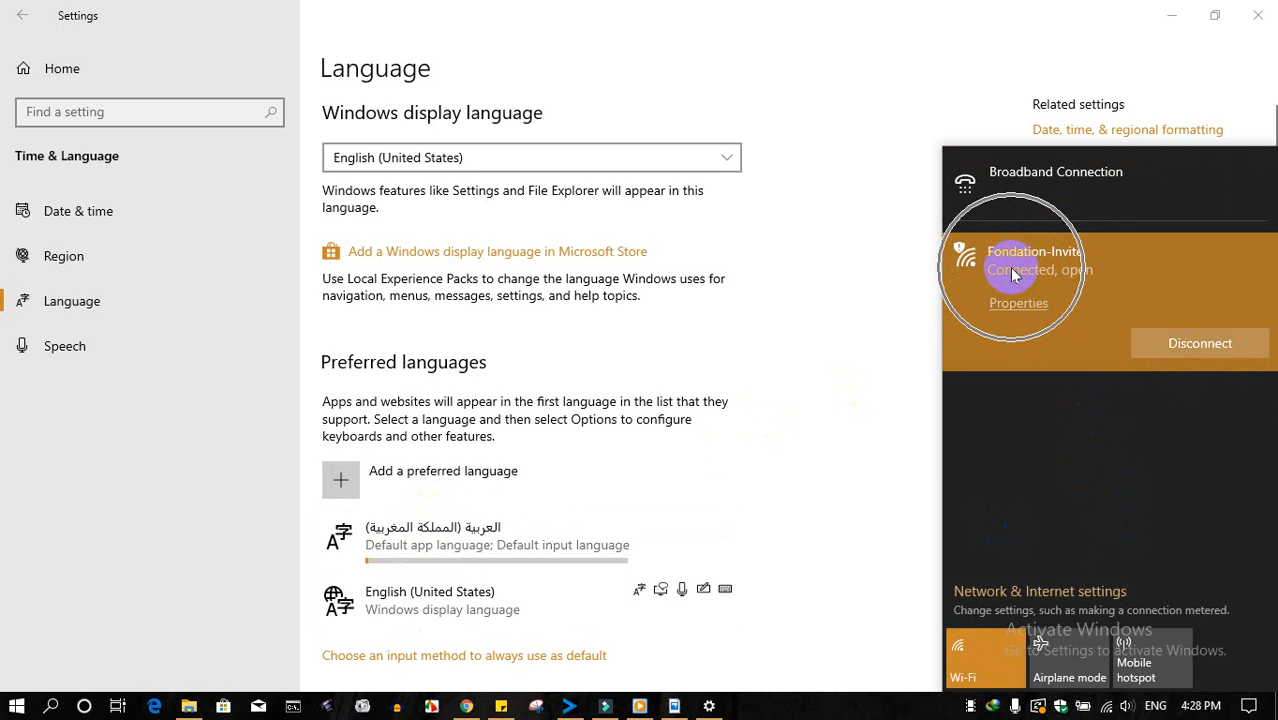 Settings
Home
Find a setting
Time & Language
Date & time
Region
Language
Speech
Language
Windows display language
English (United States)
Windows features like Settings and File Explorer will appear in this
language.
Add a Windows display language in Microsoft Store
Use Local Experience Packs to change the language Windows uses for
navigation, menus, messages, settings, and help topics.
Preferred languages
Apps and websites will appear in the first language in the list that they
support. Select a language and then select Options to configure
keyboards and other features.
Add a preferred language
العربية (المملكة المغربية)
Default app language; Default input language
English (United States)
Windows display language
Choose an input method to always use as default
Related settings
Date, time, & regional formatting
Broadband Connection
Fondation-Invite
Connected, open
Properties
Disconnect
Network & Internet settings
Change settings, such as making a connection metered.
Activate Windows
Go to Settings to activate Windows.
Wi-Fi
Airplane mode
Mobile
hotspot
ENG
4:28 PM